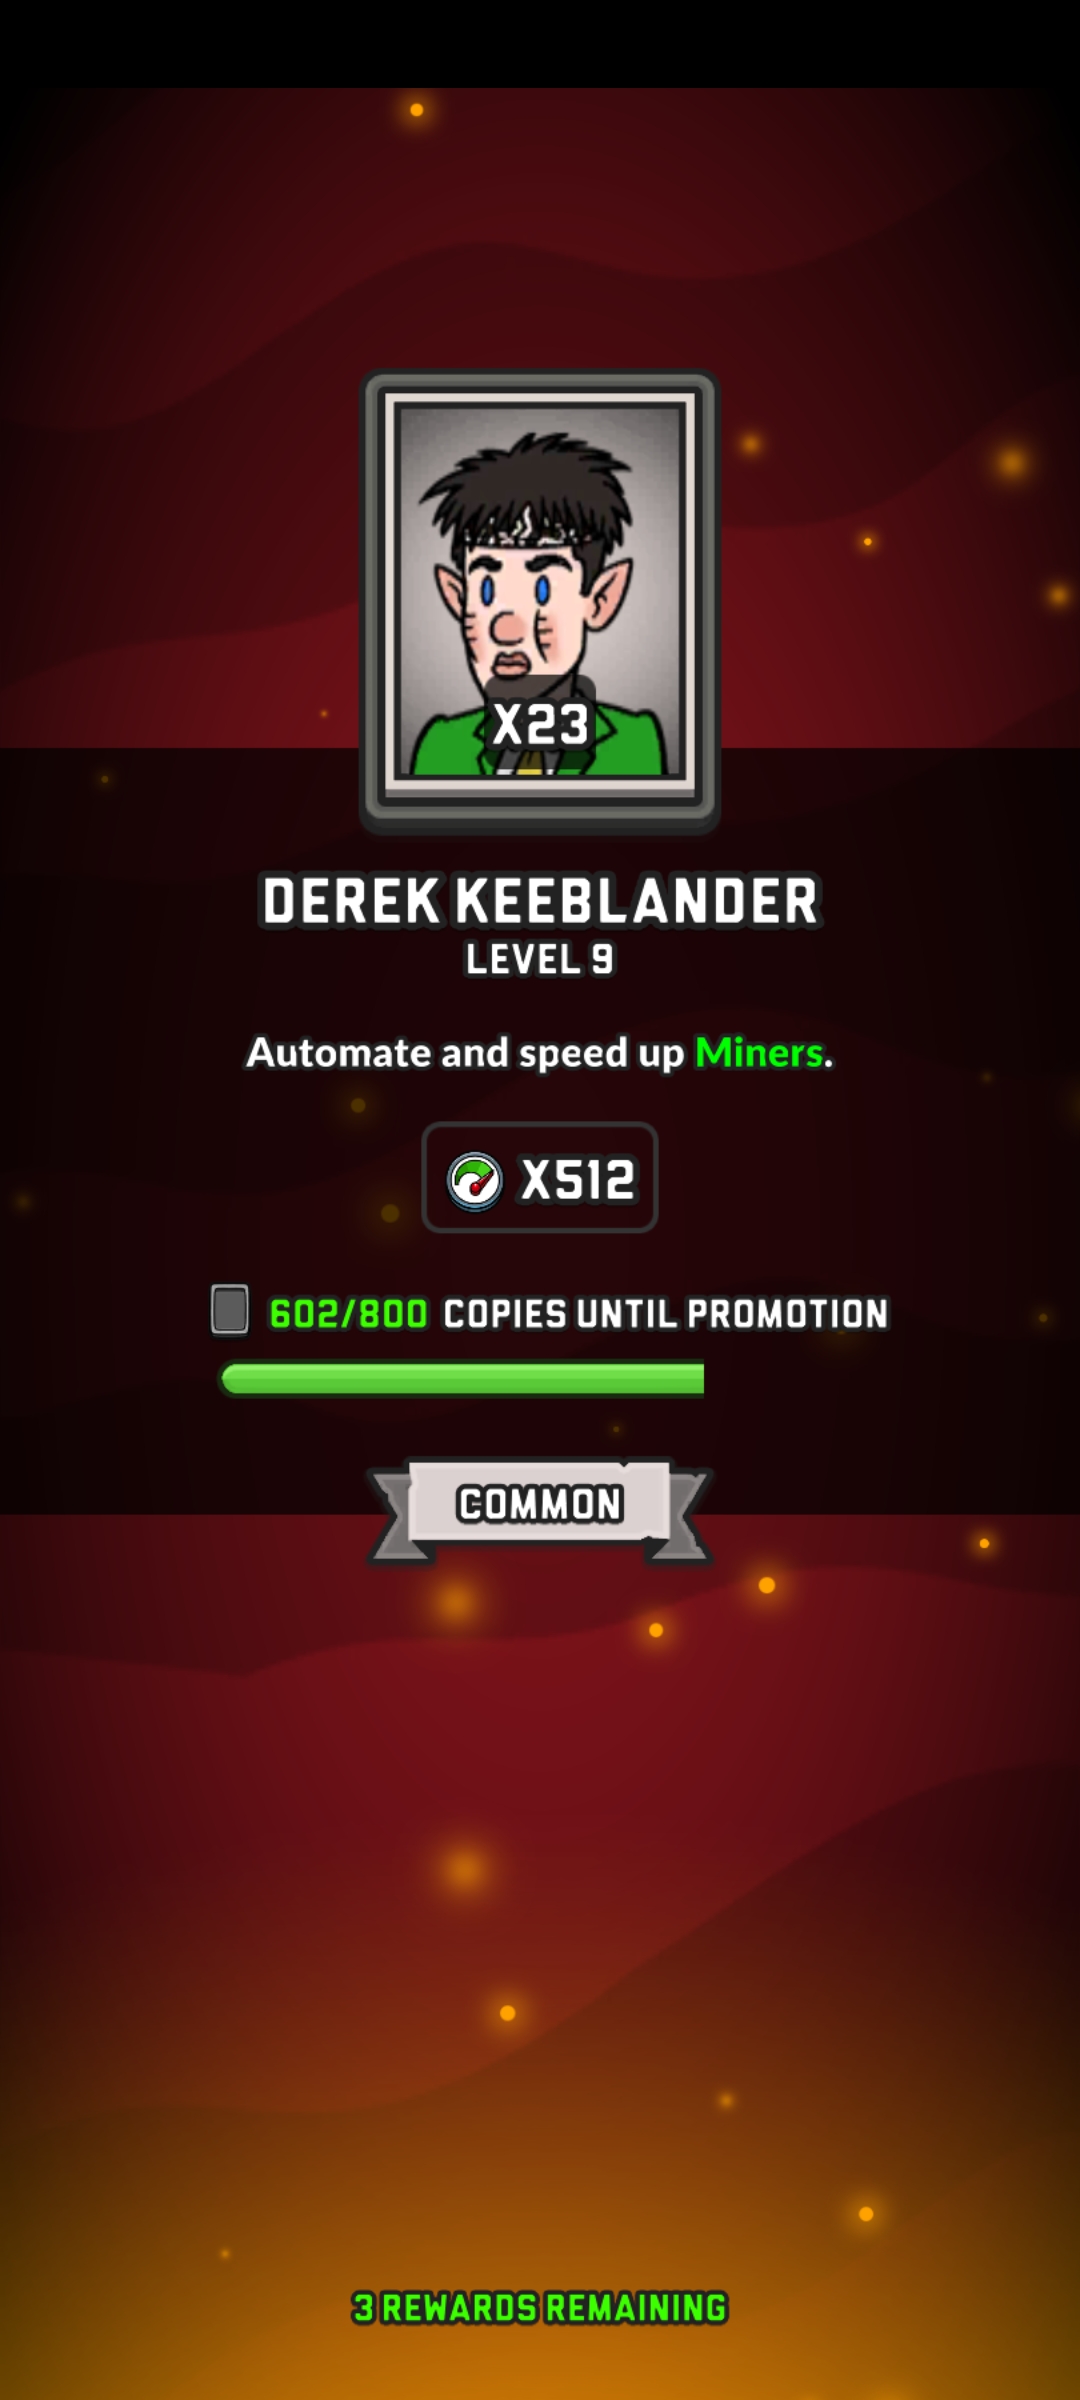 X23
DEREK KEEBLANDER
LEVEL 9
Automate and speed up Miners.
X512
602/800 COPIES UNTIL PROMOTION
COMMON
3 REWARDS REMAINING